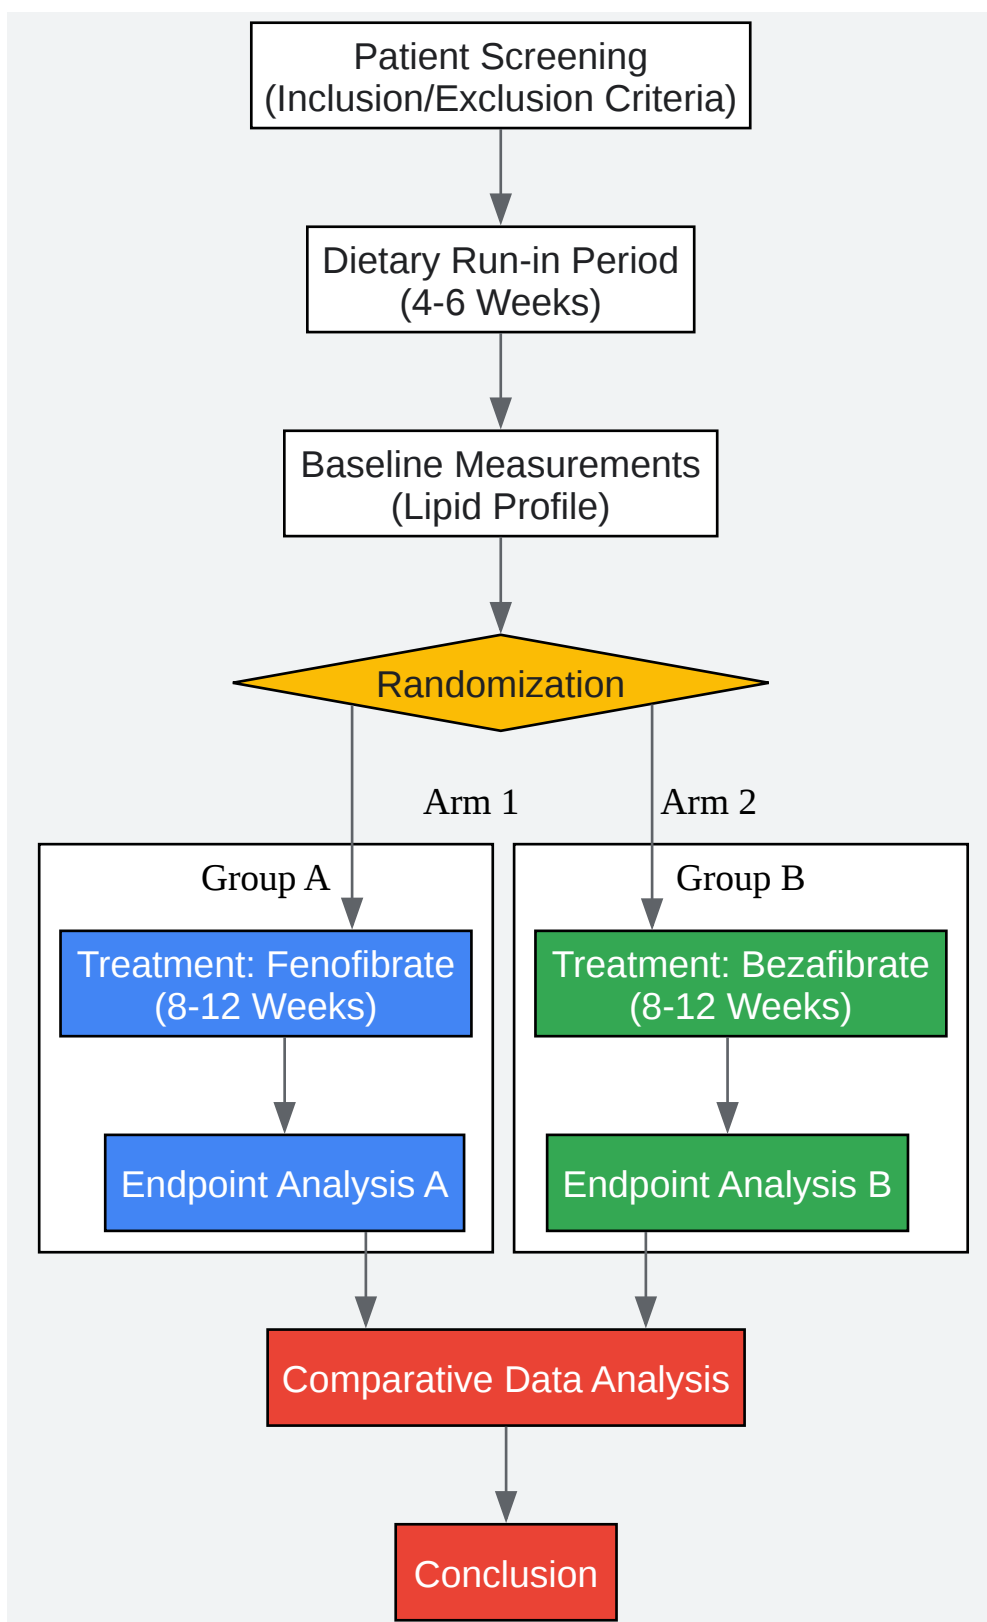 Patient Screening
(Inclusion/Exclusion Criteria)
Dietary Run-in Period
(4-6 Weeks)
Baseline Measurements
(Lipid Profile)
Randomization
Arm 1
Arm 2
Group A
Treatment: Fenofibrate
(8-12 Weeks)
Endpoint Analysis A
Group B
Treatment: Bezafibrate
(8-12 Weeks)
Endpoint Analysis B
Comparative Data Analysis
Conclusion